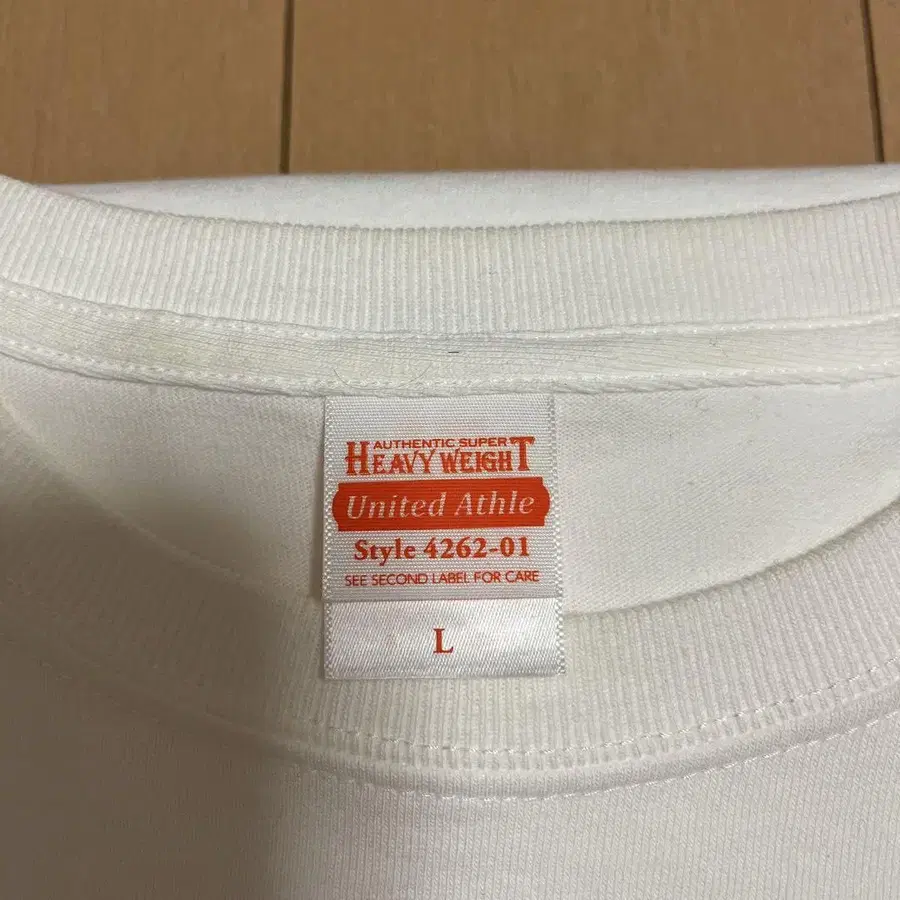 AUTHENTIC SUPER
HEAVY WEIGHT
United Athle
Style 4262-01
SEE SECOND LABEL FOR CARE
L